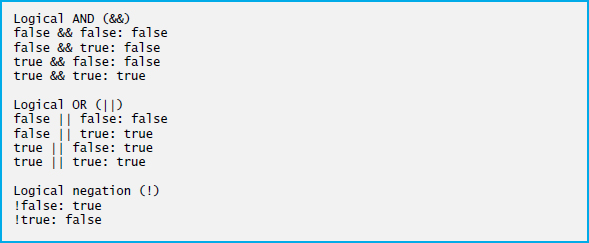 Logical AND (&&)
false && false: false
false && true: false
true && false: false
true && true: true

Logical OR (||)
false || false: false
false || true: true
true || false: true
true || true: true

Logical negation (!)
!false: true
!true: false